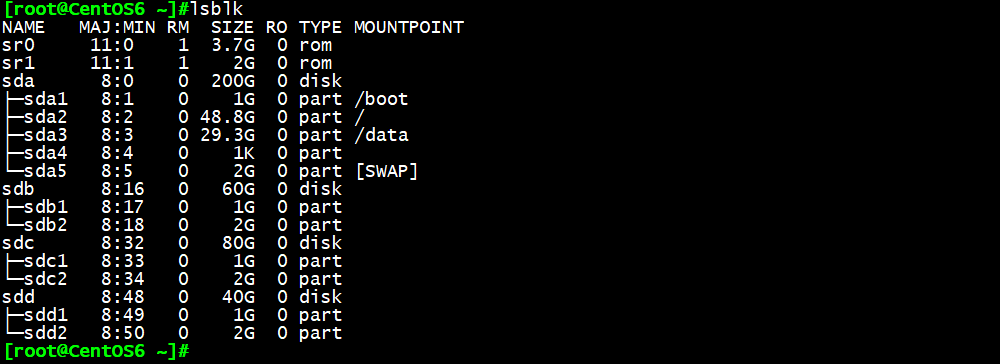 [root@CentOS6 ~]#lsblk
NAME   MAJ:MIN RM   SIZE RO TYPE MOUNTPOINT
sr0     11:0    1   3.7G  0 rom
sr1     11:1    1     2G  0 rom
sda      8:0    0   200G  0 disk
├─sda1   8:1    0     1G  0 part /boot
├─sda2   8:2    0  48.8G  0 part /
├─sda3   8:3    0  29.3G  0 part /data
├─sda4   8:4    0     1K  0 part
└─sda5   8:5    0     2G  0 part [SWAP]
sdb      8:16   0    60G  0 disk
├─sdb1   8:17   0     1G  0 part
└─sdb2   8:18   0     2G  0 part
sdc      8:32   0    80G  0 disk
├─sdc1   8:33   0     1G  0 part
└─sdc2   8:34   0     2G  0 part
sdd      8:48   0    40G  0 disk
├─sdd1   8:49   0     1G  0 part
└─sdd2   8:50   0     2G  0 part
[root@CentOS6 ~]#